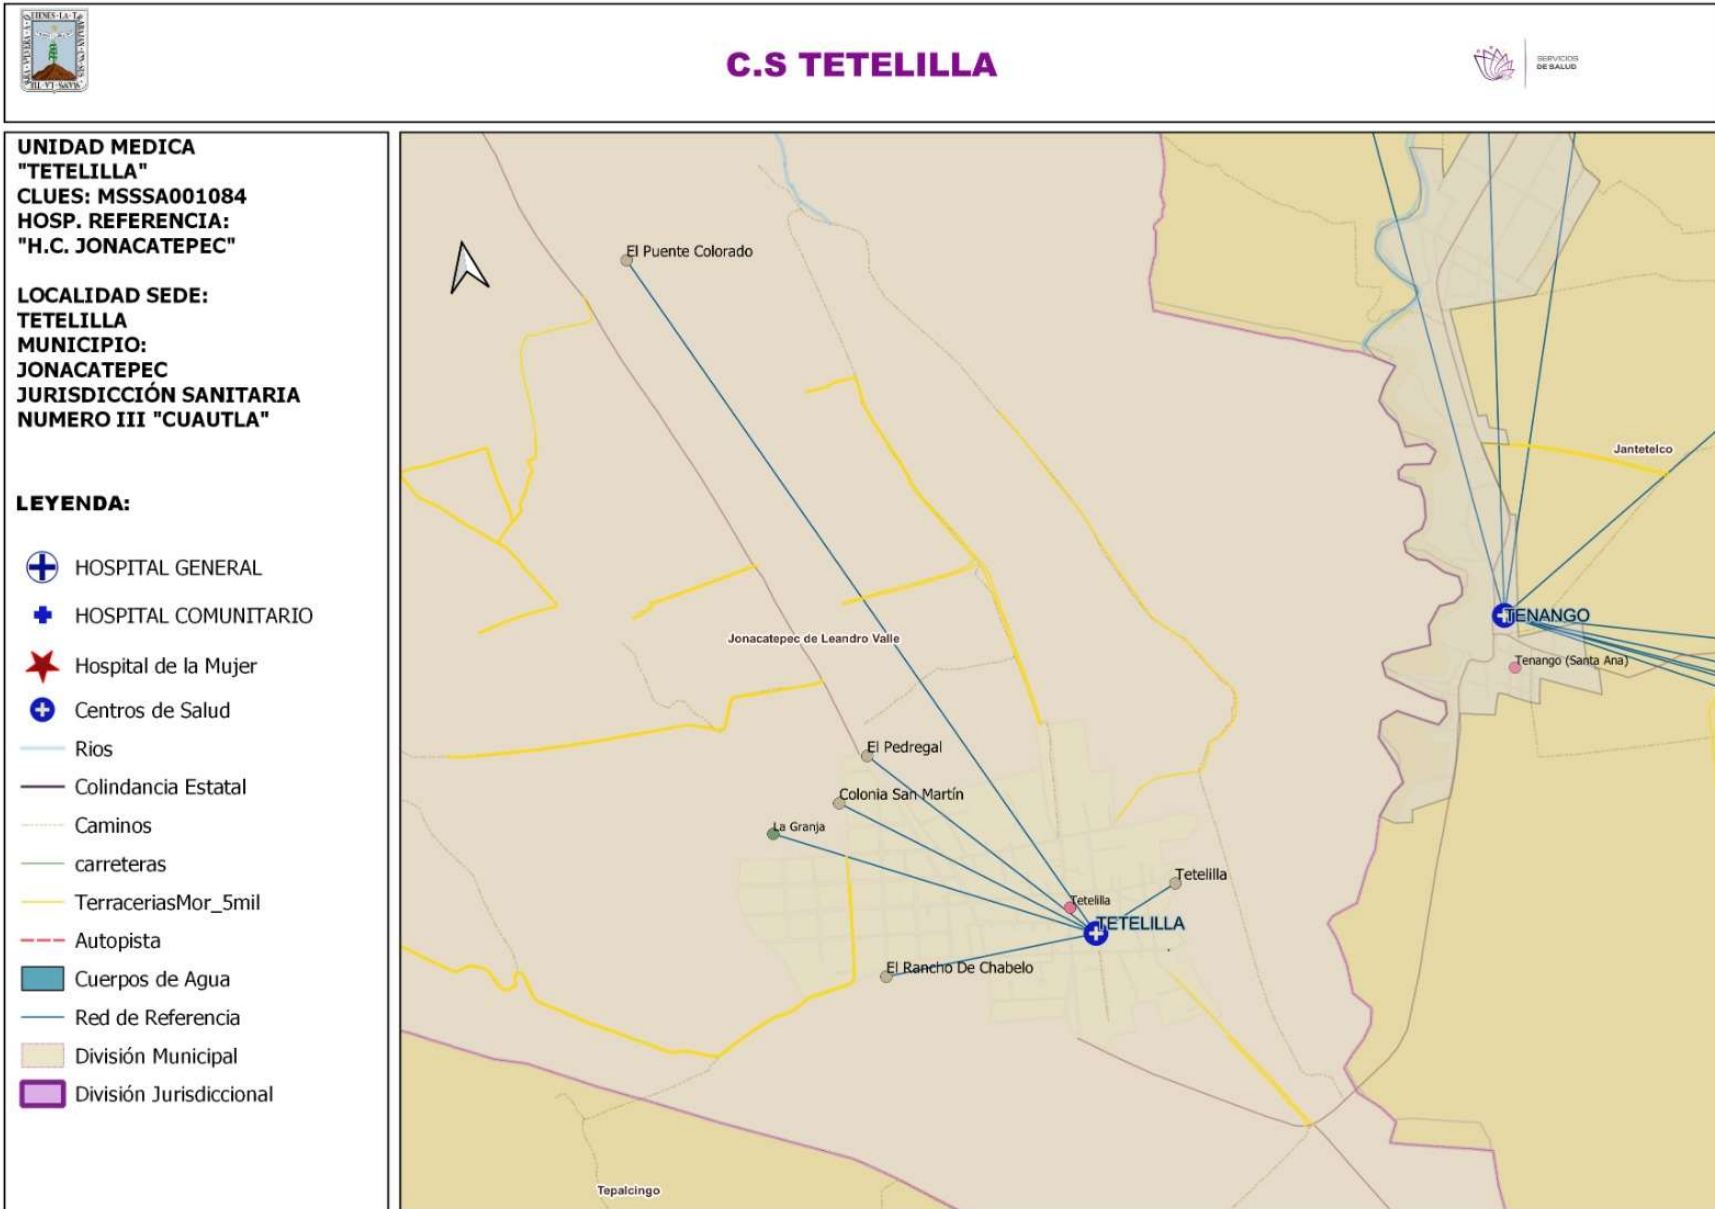 C.S TETELILLA
SERVICIOS
DE SALUD
UNIDAD MEDICA
"TETELILLA"
CLUES: MSSSA001084
HOSP. REFERENCIA:
"H.C. JONACATEPEC"
LOCALIDAD SEDE:
TETELILLA
MUNICIPIO:
JONACATEPEC
JURISDICCIÓN SANITARIA
NUMERO III "CUAUTLA"
LEYENDA:
HOSPITAL GENERAL
HOSPITAL COMUNITARIO
Hospital de la Mujer
Centros de Salud
Rios
Colindancia Estatal
Caminos
carreteras
TerraceriasMor_5mil
Autopista
Cuerpos de Agua
Red de Referencia
División Municipal
División Jurisdiccional
El Puente Colorado
Jantetelco
TENANGO
Jonacatepec de Leandro Valle
Tenango (Santa Ana)
El Pedregal
Colonia San Martín
La Granja
Tetelilla
Tetelilla
TETELILLA
El Rancho De Chabelo
Tepalcingo